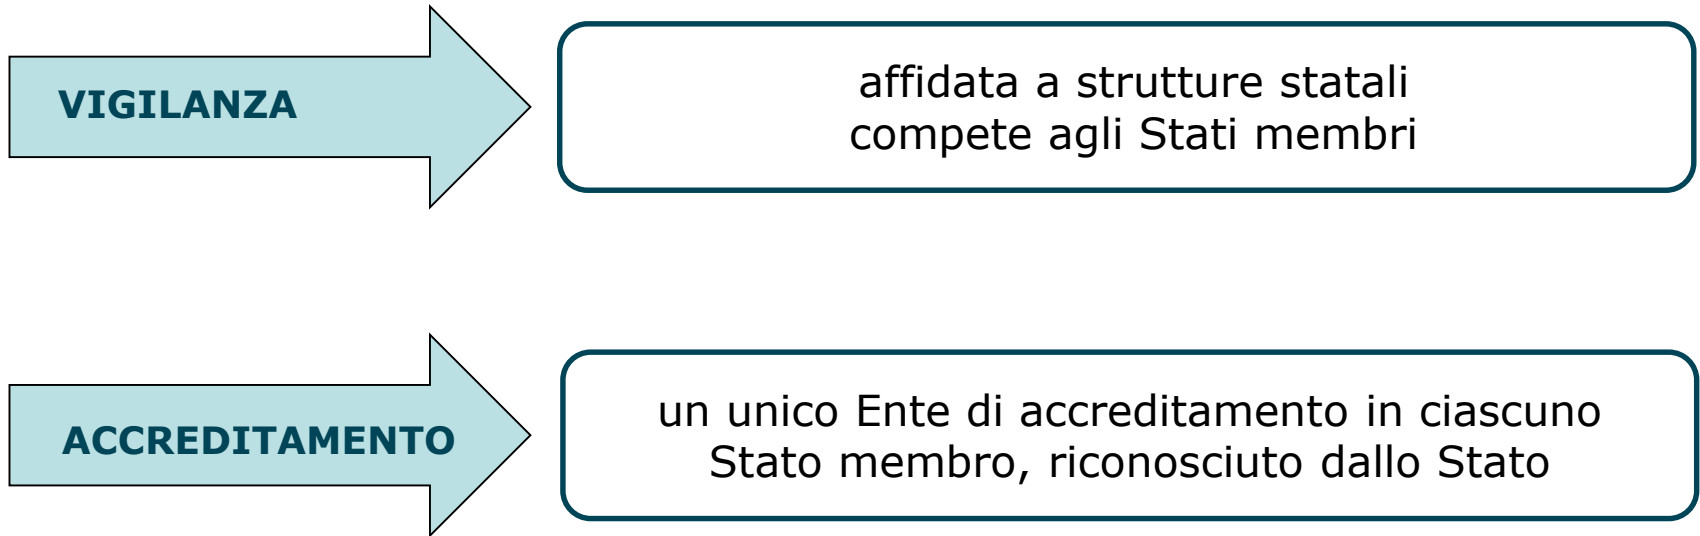 VIGILANZA
affidata a strutture statali
compete agli Stati membri
ACCREDITAMENTO
un unico Ente di accreditamento in ciascuno
Stato membro, riconosciuto dallo Stato